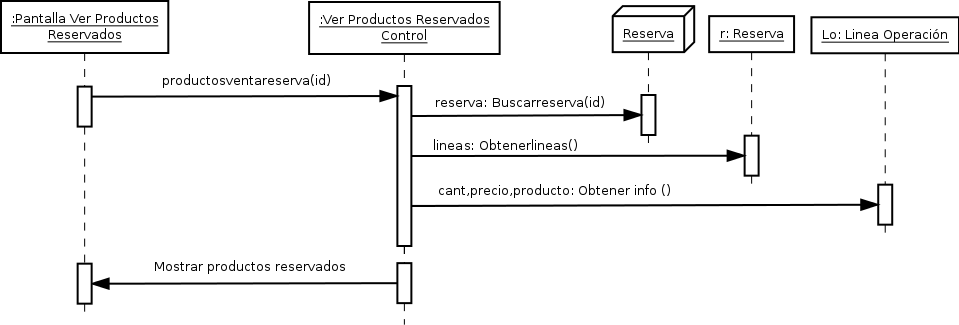 :Pantalla Ver Productos
Reservados
:Ver Productos Reservados
Control
Reserva
r: Reserva
Lo: Linea Operación
productosventareserva(id)
reserva: Buscarreserva(id)
lineas: Obtenerlineas()
cant,precio,producto: Obtener info ()
Mostrar productos reservados